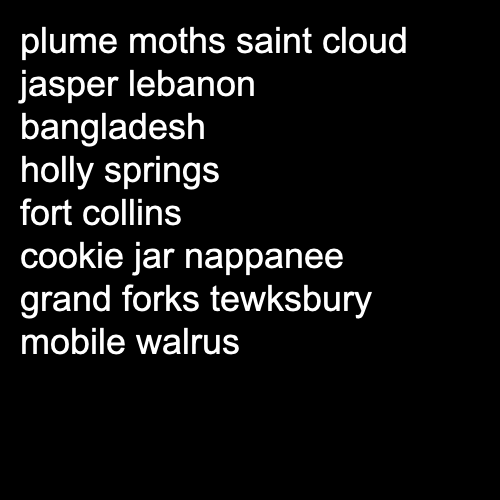 plume moths saint cloud
jasper lebanon
bangladesh
holly springs
fort collins
cookie jar nappanee
grand forks tewksbury
mobile walrus